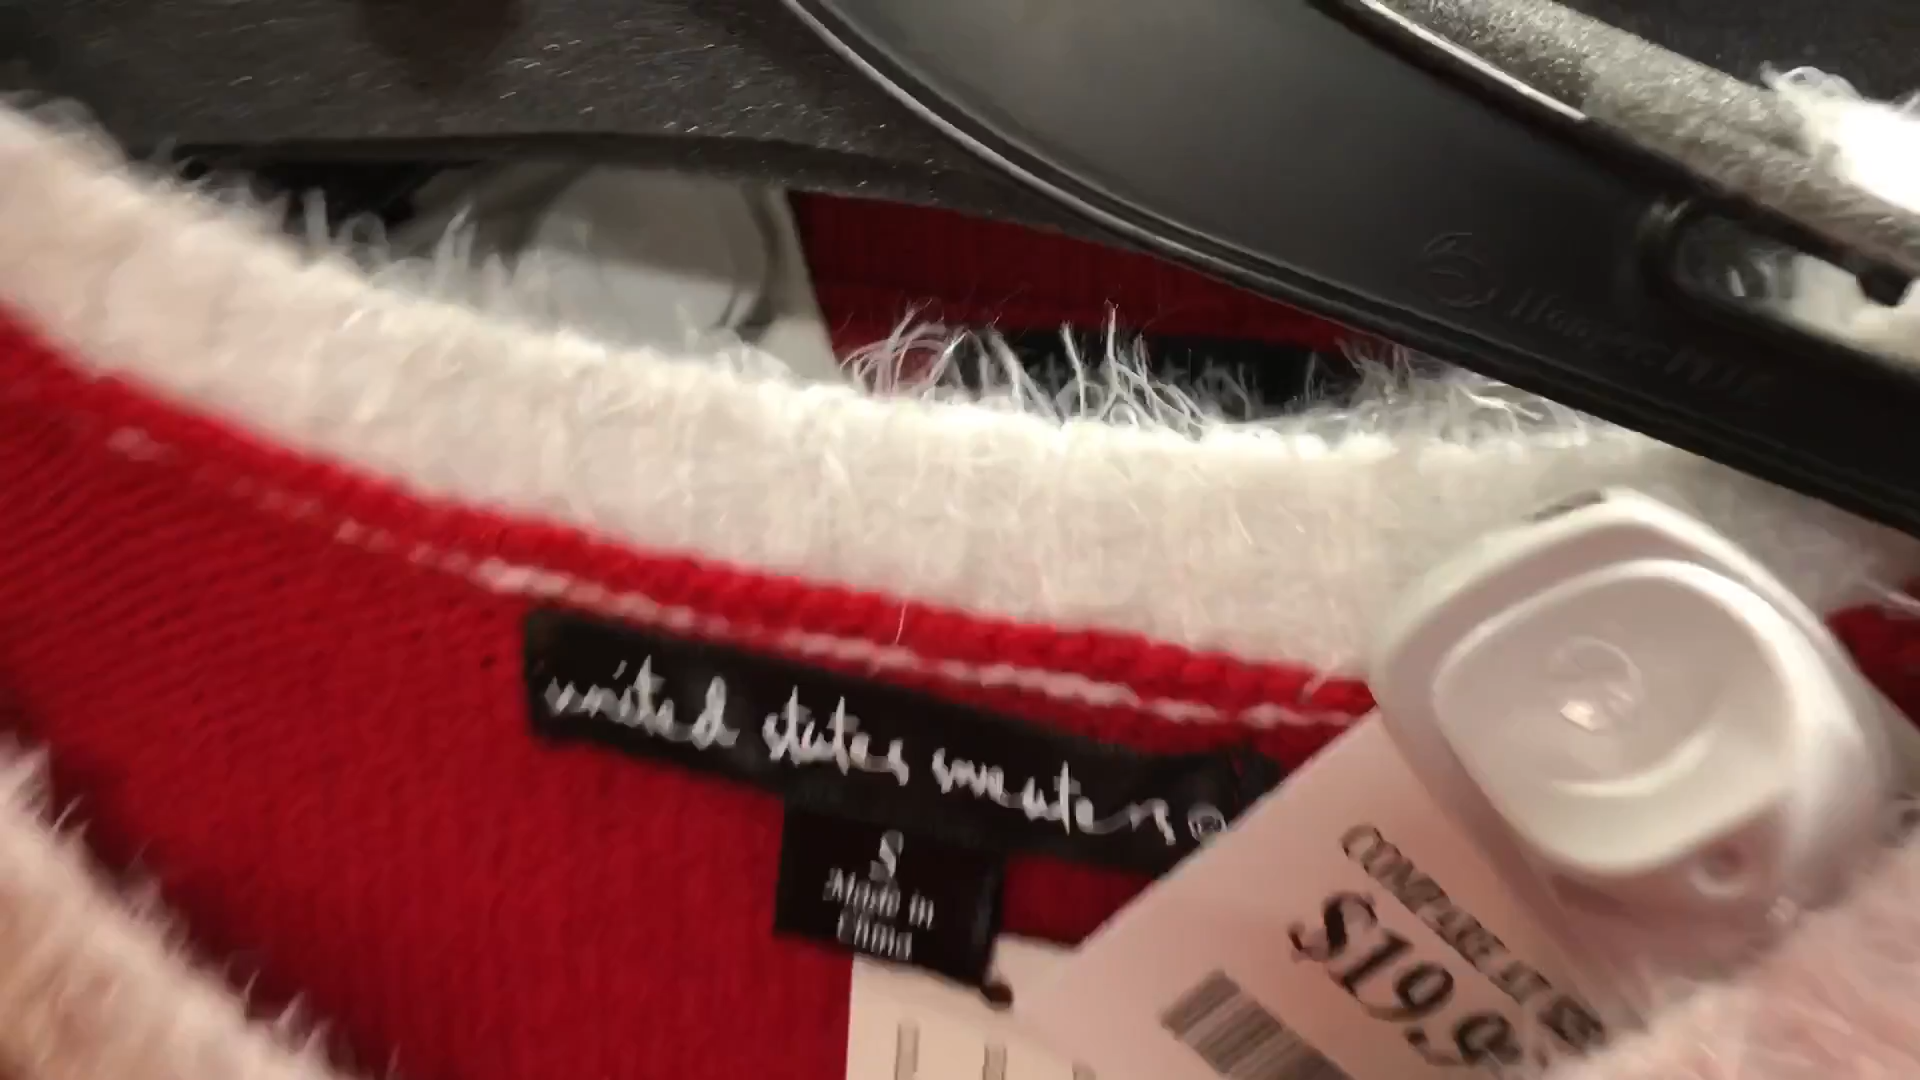 united states sweaters®
S
Made in
China
COMPARE AT
$19.9